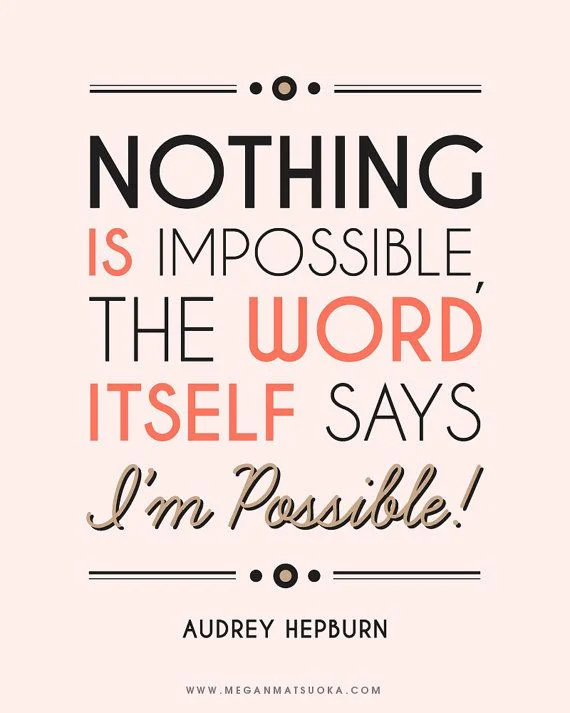 NOTHING
IS IMPOSSIBLE,
THE WORD
ITSELF SAYS
I'm Possible!
AUDREY HEPBURN
WWW.MEGANMATSUOKA.COM